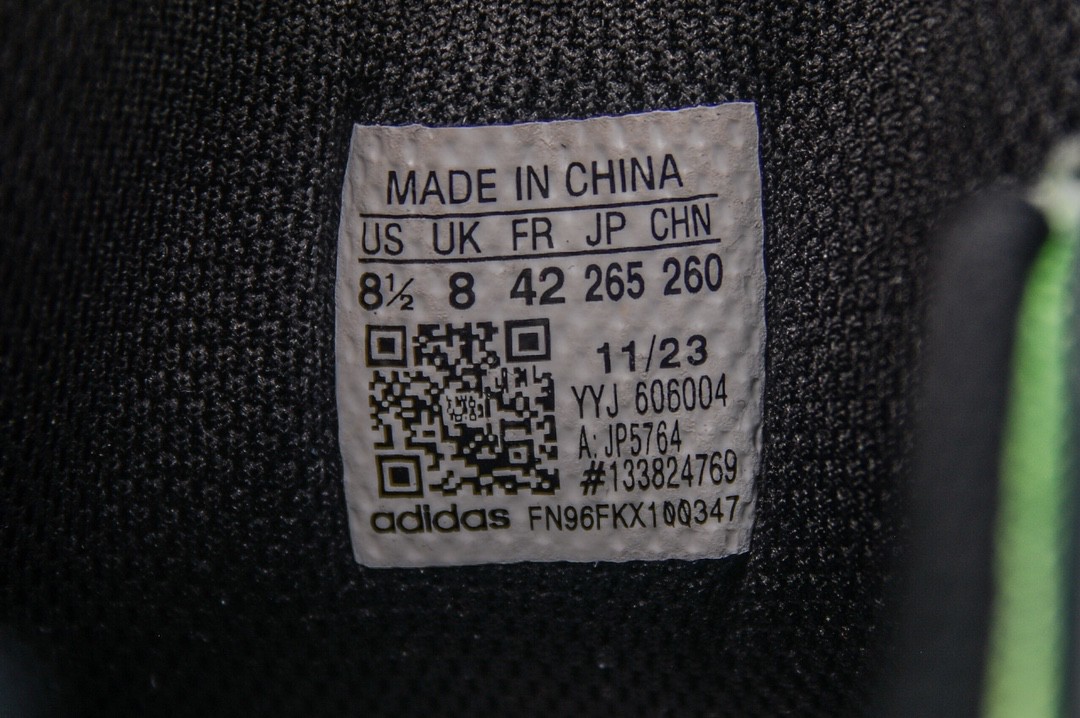 MADE IN CHINA
US UK FR JP CHN
8½ 8 42 265 260
11/23
YYJ 606004
A: JP5764
#133824769
adidas FN96FKX100347